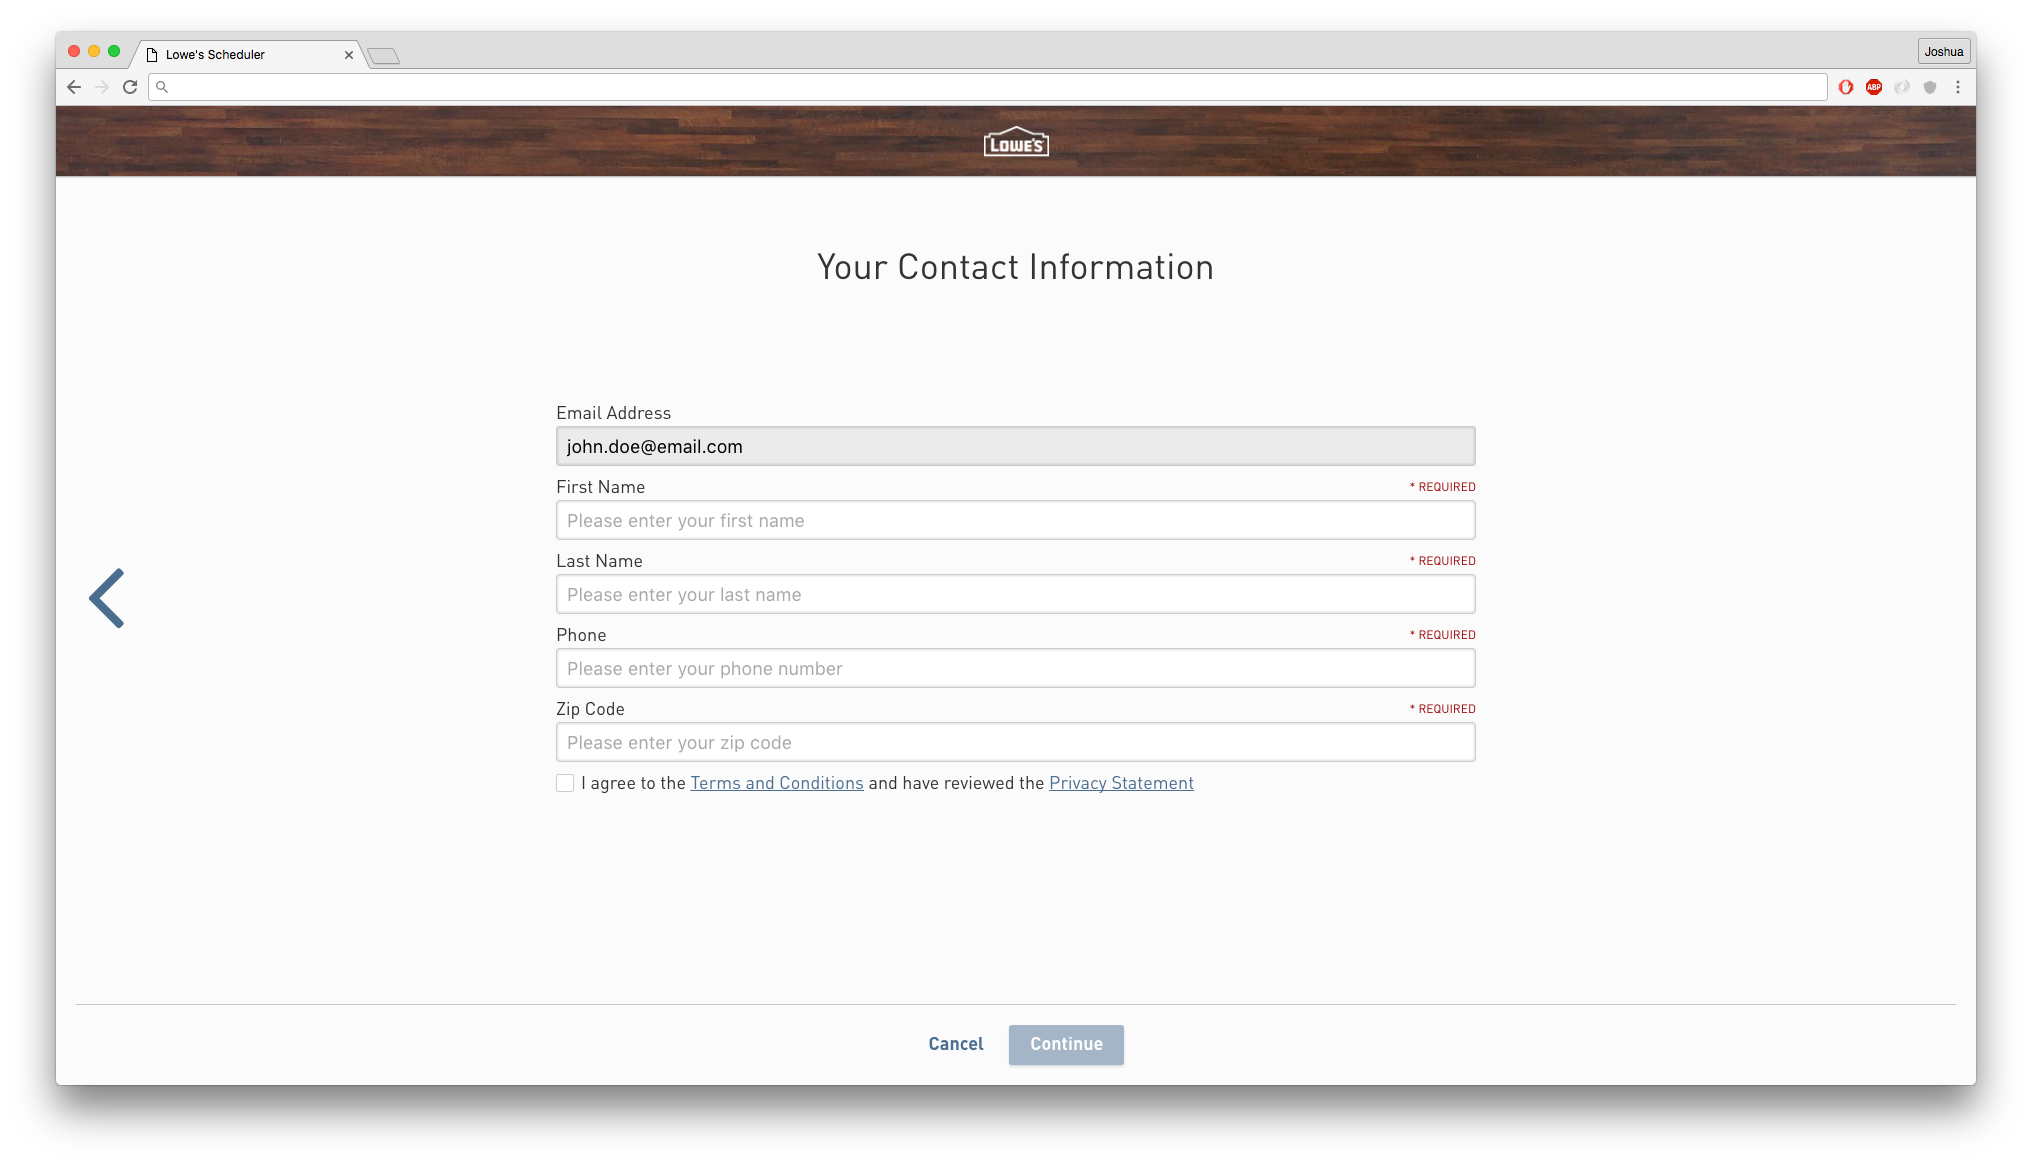 Lowe's Scheduler
Joshua
ABP
LOWE'S
Your Contact Information
Email Address
john.doe@email.com
First Name * REQUIRED
Please enter your first name
Last Name * REQUIRED
Please enter your last name
Phone * REQUIRED
Please enter your phone number
Zip Code * REQUIRED
Please enter your zip code
I agree to the Terms and Conditions and have reviewed the Privacy Statement
Cancel Continue